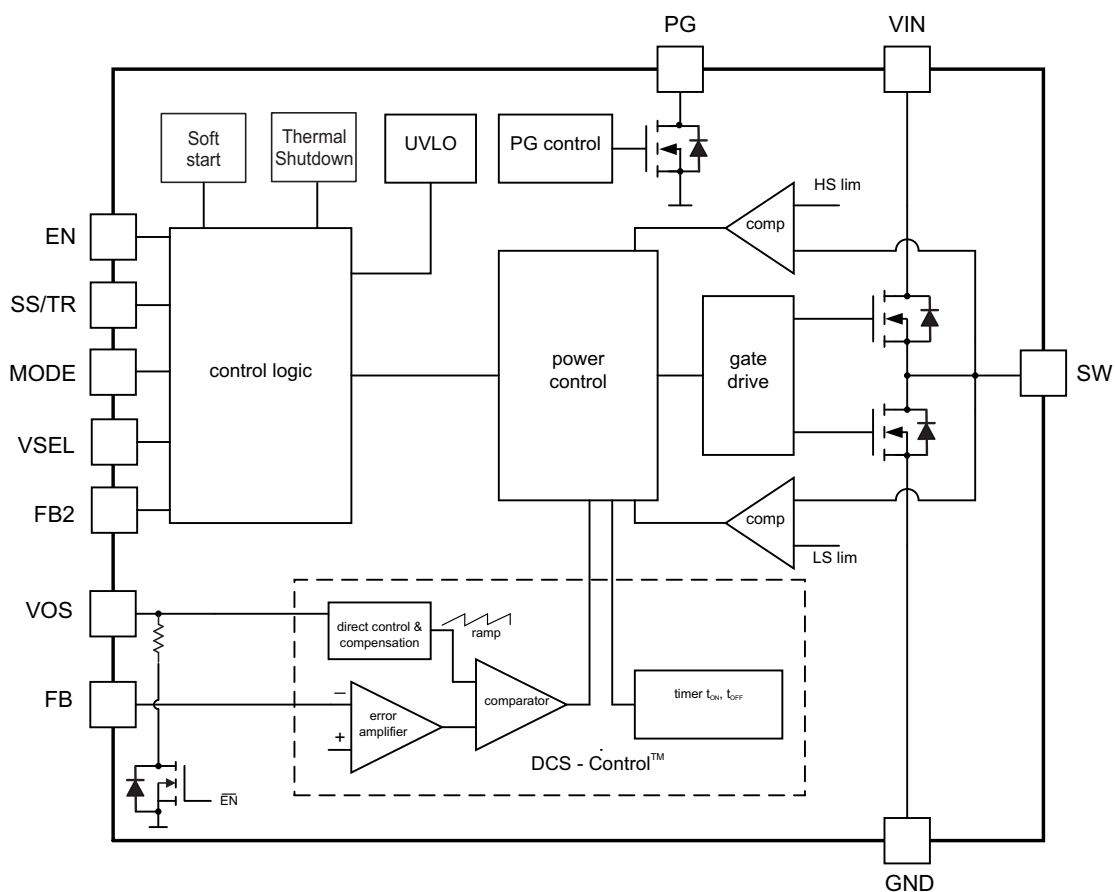 PG
VIN
Soft
start
Thermal
Shutdown
UVLO
PG control
HS lim
comp
EN
SS/TR
MODE
VSEL
FB2
control logic
power
control
gate
drive
SW
comp
LS lim
VOS
direct control &
compensation
ramp
FB
–
error
amplifier
+
comparator
timer tON, tOFF
DCS - Control™
EN
GND